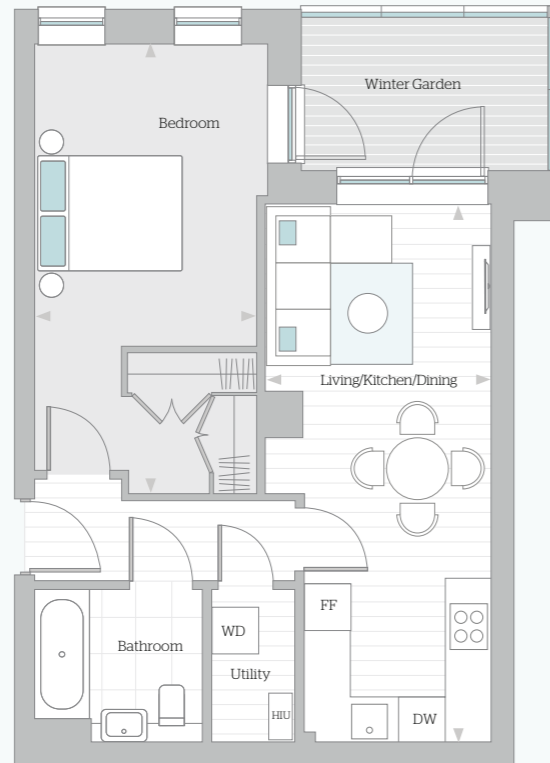 Winter Garden
Bedroom
Living/Kitchen/Dining
FF
WD
Bathroom
Utility
HIU
DW